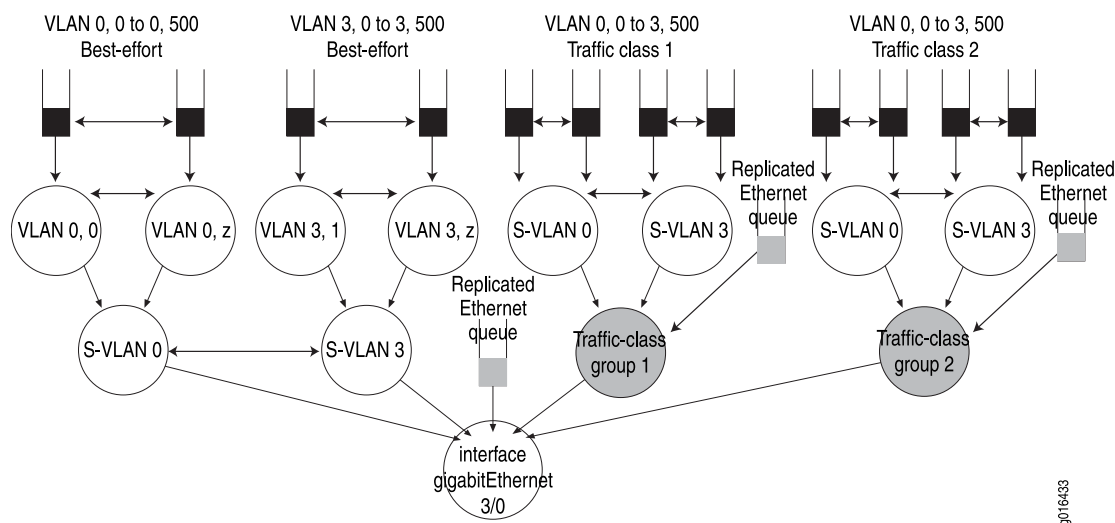 VLAN 0, 0 to 0, 500
Best-effort
VLAN 3, 0 to 3, 500
Best-effort
VLAN 0, 0 to 3, 500
Traffic class 1
VLAN 0, 0 to 3, 500
Traffic class 2
Replicated
Ethernet
queue
Replicated
Ethernet
queue
VLAN 0, 0
VLAN 0, z
VLAN 3, 1
VLAN 3, z
S-VLAN 0
S-VLAN 3
S-VLAN 0
S-VLAN 3
Replicated
Ethernet
queue
S-VLAN 0
S-VLAN 3
Traffic-class
group 1
Traffic-class
group 2
interface
gigabitEthernet
3/0
g016433